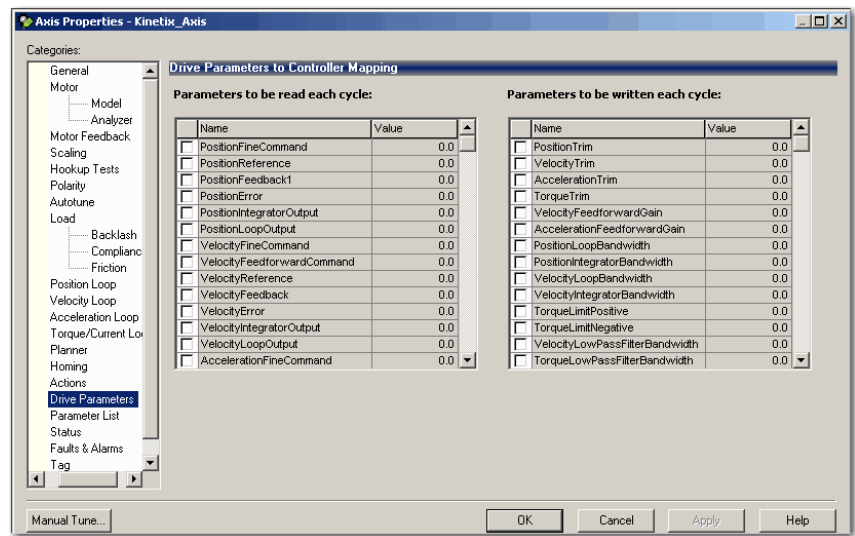 Axis Properties - Kinetix_Axis
Categories:
General
Motor
Model
Analyzer
Motor Feedback
Scaling
Hookup Tests
Polarity
Autotune
Load
Backlash
Complianc
Friction
Position Loop
Velocity Loop
Acceleration Loop
Torque/Current Lo
Planner
Homing
Actions
Drive Parameters
Parameter List
Status
Faults & Alarms
Tag
Drive Parameters to Controller Mapping
Parameters to be read each cycle:
Name Value
PositionFineCommand 0.0
PositionReference 0.0
PositionFeedback1 0.0
PositionError 0.0
PositionIntegratorOutput 0.0
PositionLoopOutput 0.0
VelocityFineCommand 0.0
VelocityFeedforwardCommand 0.0
VelocityReference 0.0
VelocityFeedback 0.0
VelocityError 0.0
VelocityIntegratorOutput 0.0
VelocityLoopOutput 0.0
AccelerationFineCommand 0.0
Parameters to be written each cycle:
Name Value
PositionTrim 0.0
VelocityTrim 0.0
AccelerationTrim 0.0
TorqueTrim 0.0
VelocityFeedforwardGain 0.0
AccelerationFeedforwardGain 0.0
PositionLoopBandwidth 0.0
PositionIntegratorBandwidth 0.0
VelocityLoopBandwidth 0.0
VelocityIntegratorBandwidth 0.0
TorqueLimitPositive 0.0
TorqueLimitNegative 0.0
VelocityLowPassFilterBandwidth 0.0
TorqueLowPassFilterBandwidth 0.0
Manual Tune... OK Cancel Apply Help